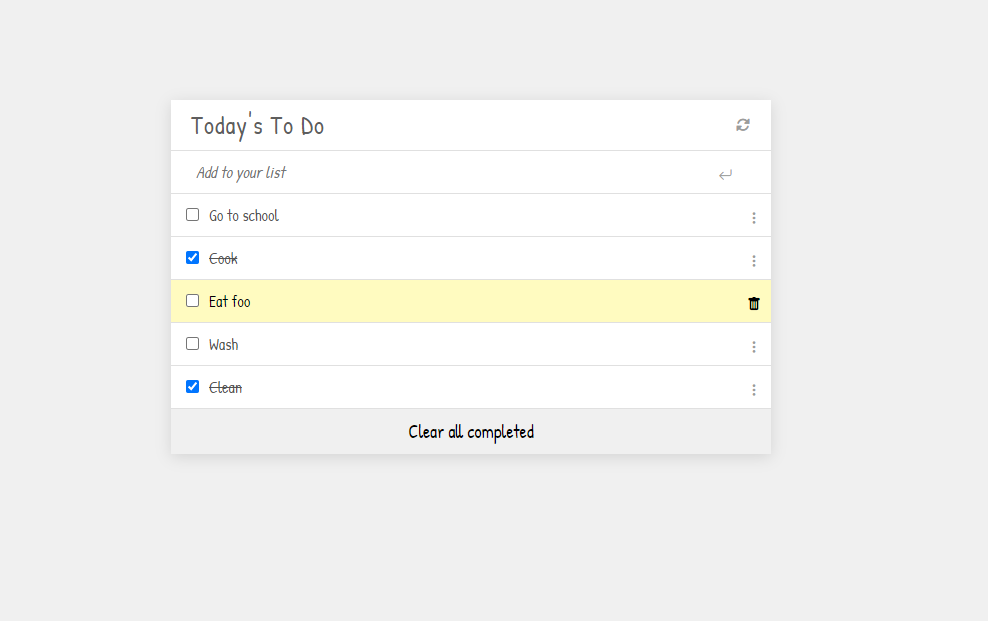 Today's To Do
Add to your list
Go to school
Cook
Eat foo
Wash
Clean
Clear all completed